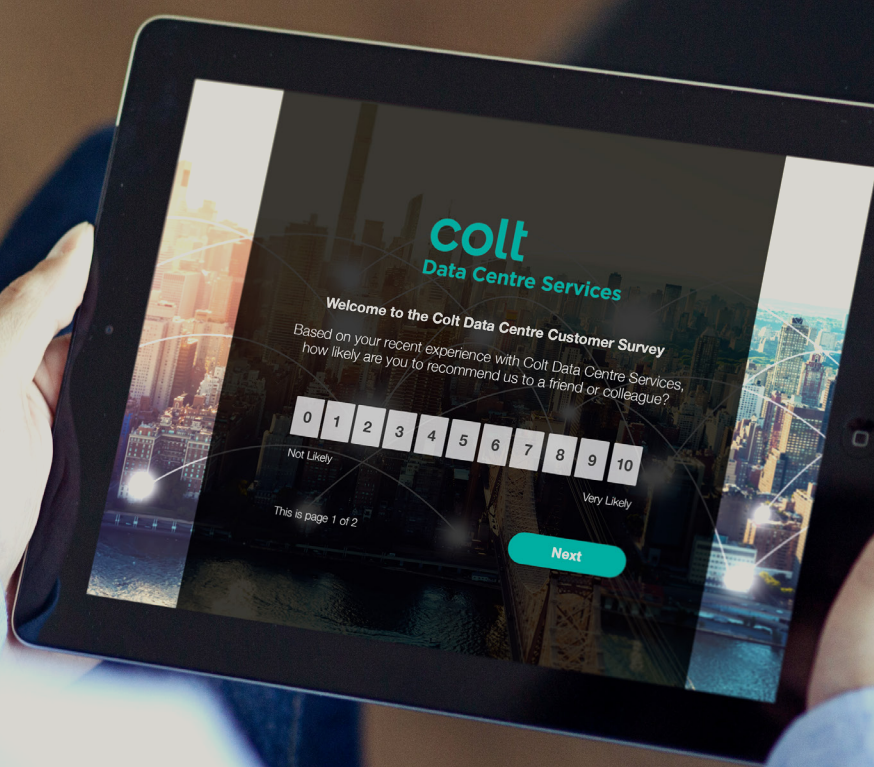 colt
Data Centre Services
Welcome to the Colt Data Centre Customer Survey
Based on your recent experience with Colt Data Centre Services,
how likely are you to recommend us to a friend or colleague?
0 1 2 3 4 5 6 7 8 9 10
Not Likely
Very Likely
This is page 1 of 2
Next